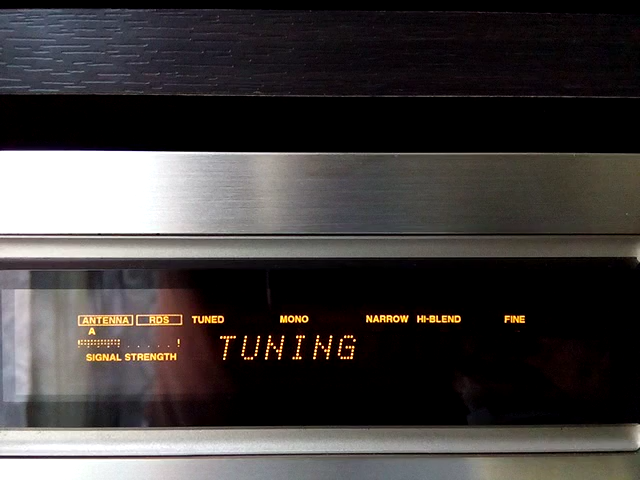 ANTENNA RDS TUNED MONO NARROW HI-BLEND FINE
A
SIGNAL STRENGTH
TUNING